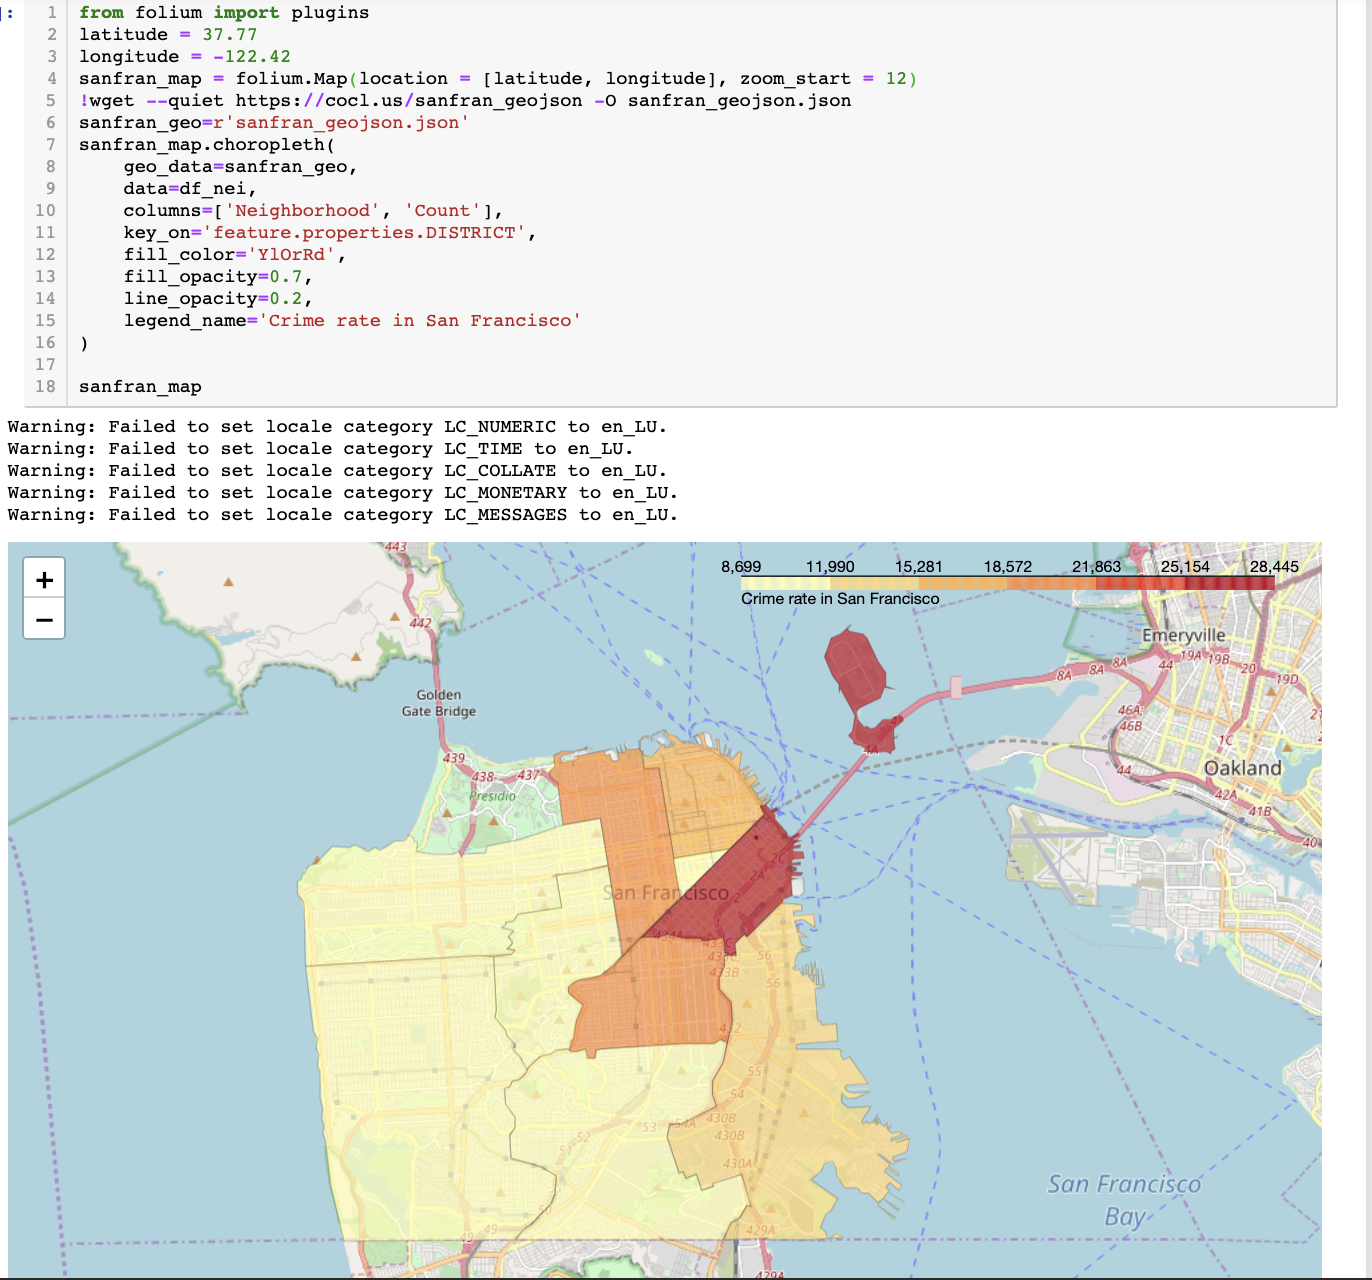 ]:
1 from folium import plugins
2 latitude = 37.77
3 longitude = -122.42
4 sanfran_map = folium.Map(location = [latitude, longitude], zoom_start = 12)
5 !wget --quiet https://cocl.us/sanfran_geojson -O sanfran_geojson.json
6 sanfran_geo=r'sanfran_geojson.json'
7 sanfran_map.choropleth(
8     geo_data=sanfran_geo,
9     data=df_nei,
10     columns=['Neighborhood', 'Count'],
11     key_on='feature.properties.DISTRICT',
12     fill_color='YlOrRd',
13     fill_opacity=0.7,
14     line_opacity=0.2,
15     legend_name='Crime rate in San Francisco'
16 )
17
18 sanfran_map
Warning: Failed to set locale category LC_NUMERIC to en_LU.
Warning: Failed to set locale category LC_TIME to en_LU.
Warning: Failed to set locale category LC_COLLATE to en_LU.
Warning: Failed to set locale category LC_MONETARY to en_LU.
Warning: Failed to set locale category LC_MESSAGES to en_LU.
443
+
−
8,699 11,990 15,281 18,572 21,863 25,154 28,445
Crime rate in San Francisco
442
Emeryville
19A 19B
8A 8A 8A 44 20
19D
Golden
Gate Bridge
46A
46B
1C
4A
439
438 437
44
Oakland
Presidio
42A
41B
40
2C
2A
2
San Francisco
434A
433B
56
56
432
55
54
430B
53 54A
52
430B
51
430A
50
San Francisco
Bay
49
49
429A
429A